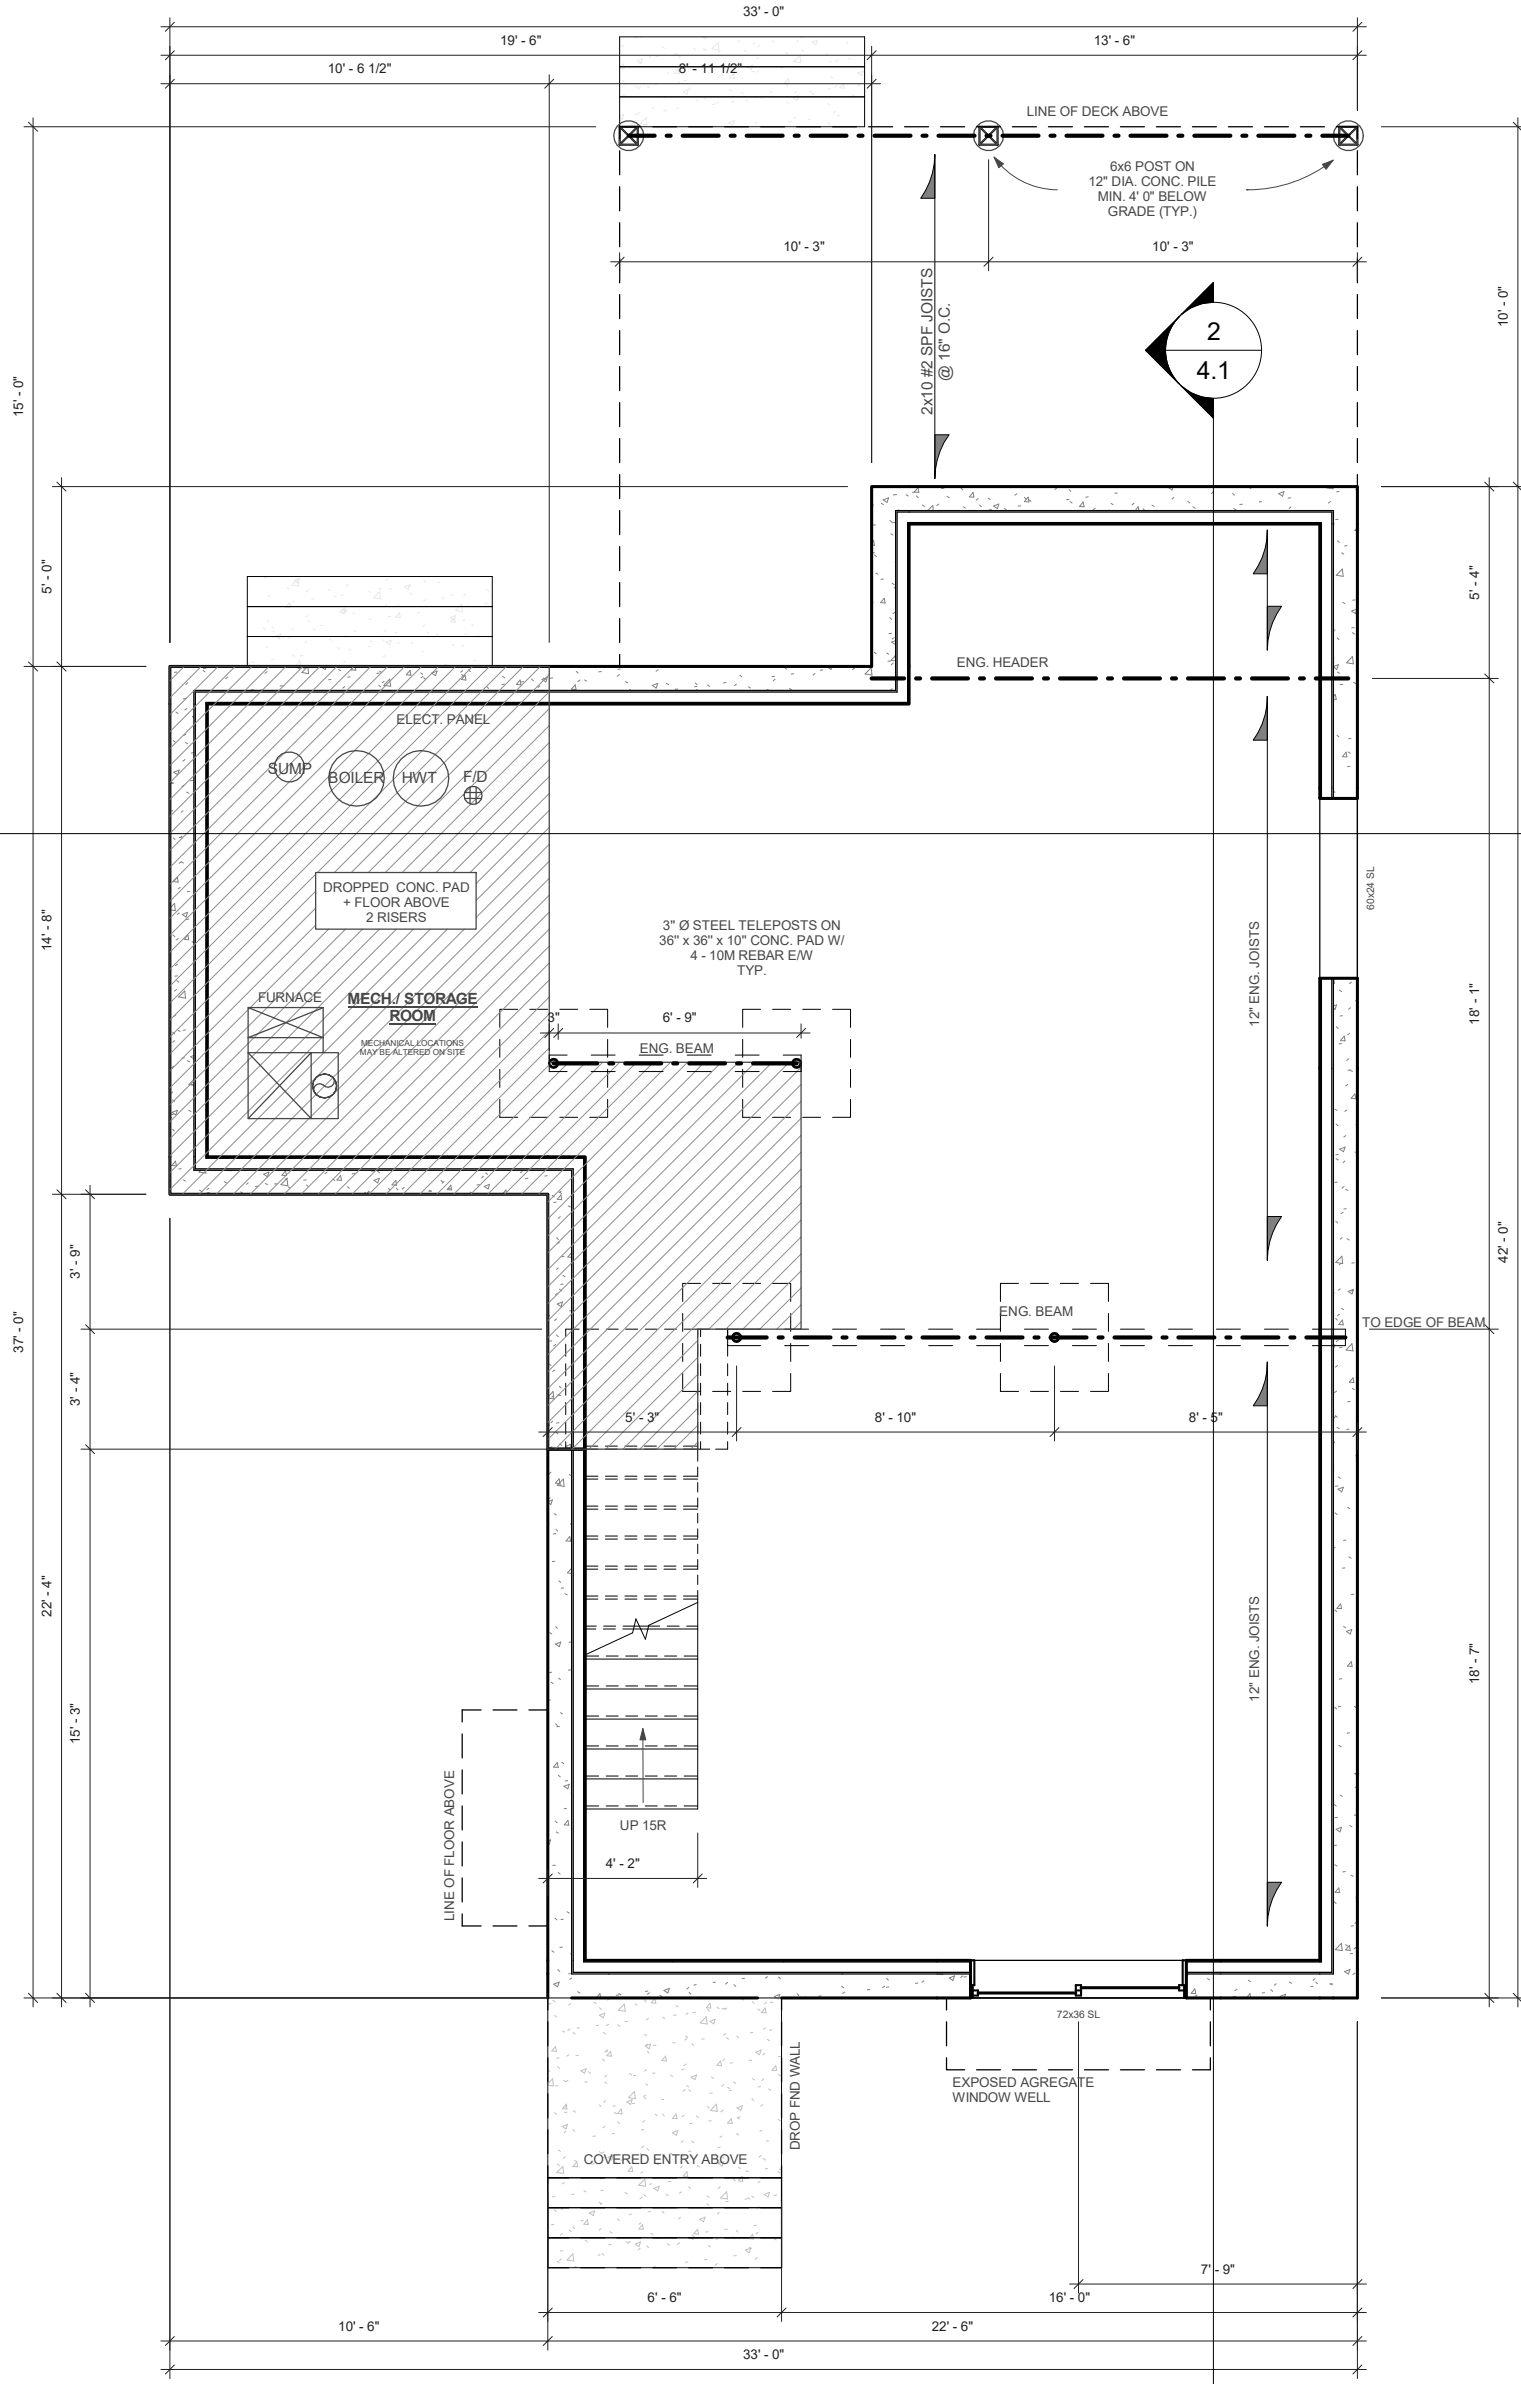 33' - 0"
19' - 6"
13' - 6"
10' - 6 1/2"
8' - 11 1/2"
LINE OF DECK ABOVE
6x6 POST ON
12" DIA. CONC. PILE
MIN. 4' 0" BELOW
GRADE (TYP.)
10' - 3"
10' - 3"
2x10 #2 SPF JOISTS
@ 16" O.C.
2
4.1
10' - 0"
15' - 0"
5' - 0"
5' - 4"
ENG. HEADER
ELECT. PANEL
SUMP
BOILER
HWT
F/D
DROPPED CONC. PAD
+ FLOOR ABOVE
2 RISERS
60x24 SL
14' - 8"
3" Ø STEEL TELEPOSTS ON
36" x 36" x 10" CONC. PAD W/
4 - 10M REBAR E/W
TYP.
12" ENG. JOISTS
18' - 1"
FURNACE
MECH./ STORAGE
ROOM
MECHANICAL LOCATIONS
MAY BE ALTERED ON SITE
3"
6' - 9"
ENG. BEAM
3' - 9"
42' - 0"
37' - 0"
ENG. BEAM
TO EDGE OF BEAM
3' - 4"
5' - 3"
8' - 10"
8' - 5"
22' - 4"
12" ENG. JOISTS
18' - 7"
15' - 3"
LINE OF FLOOR ABOVE
UP 15R
4' - 2"
72x36 SL
DROP FND WALL
EXPOSED AGREGATE
WINDOW WELL
COVERED ENTRY ABOVE
7' - 9"
6' - 6"
16' - 0"
10' - 6"
22' - 6"
33' - 0"